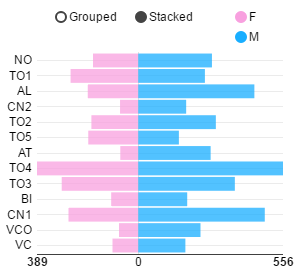 Grouped Stacked F
M
NO
TO1
AL
CN2
TO2
TO5
AT
TO4
TO3
BI
CN1
VCO
VC
389 0 556